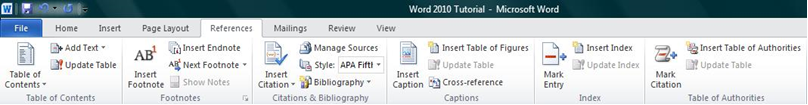 Word 2010 Tutorial - Microsoft Word
File Home Insert Page Layout References Mailings Review View
Table of Contents
Add Text
Update Table
Table of Contents
AB1
Insert Footnote
Insert Endnote
Next Footnote
Show Notes
Footnotes
Insert Citation
Manage Sources
Style: APA Fift
Bibliography
Citations & Bibliography
Insert Caption
Insert Table of Figures
Update Table
Cross-reference
Captions
Mark Entry
Insert Index
Update Index
Index
Mark Citation
Insert Table of Authorities
Update Table
Table of Authorities